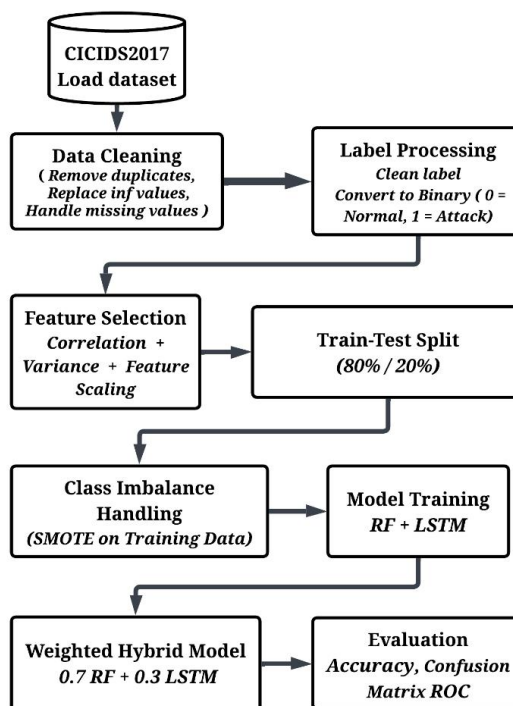 CICIDS2017
Load dataset
Data Cleaning
( Remove duplicates,
Replace inf values,
Handle missing values )
Label Processing
Clean label
Convert to Binary ( 0 =
Normal, 1 = Attack)
Feature Selection
Correlation +
Variance + Feature
Scaling
Train-Test Split
(80% / 20%)
Class Imbalance
Handling
(SMOTE on Training Data)
Model Training
RF + LSTM
Weighted Hybrid Model
0.7 RF + 0.3 LSTM
Evaluation
Accuracy, Confusion
Matrix ROC